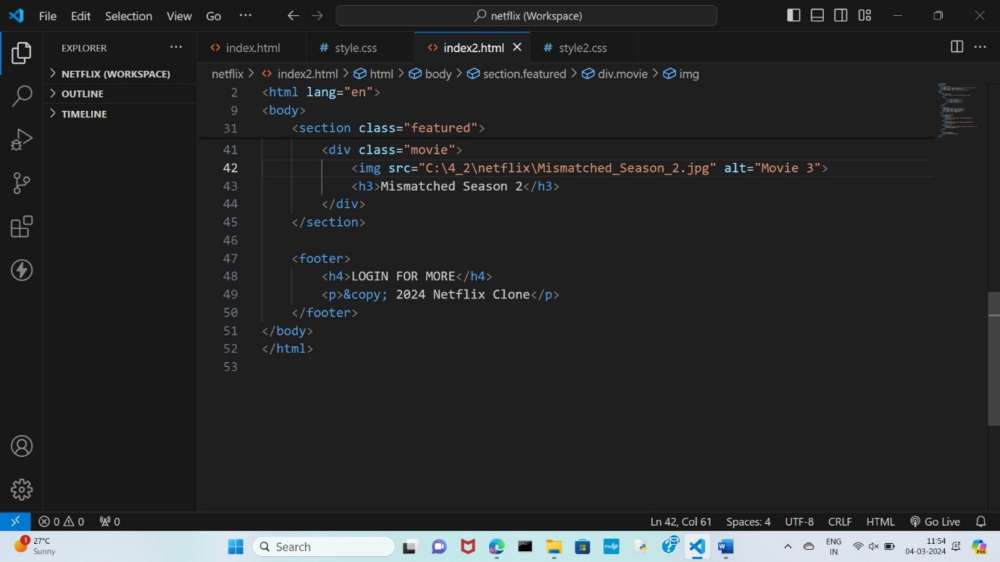 File Edit Selection View Go ··· netflix (Workspace)
EXPLORER ··· index.html # style.css index2.html # style2.css ···
NETFLIX (WORKSPACE)
OUTLINE
TIMELINE
netflix > index2.html > html > body > section.featured > div.movie > img
2 <html lang="en">
9 <body>
31 <section class="featured">
41 <div class="movie">
42 <img src="C:\4_2\netflix\Mismatched_Season_2.jpg" alt="Movie 3">
43 <h3>Mismatched Season 2</h3>
44 </div>
45 </section>
46
47 <footer>
48 <h4>LOGIN FOR MORE</h4>
49 <p>&copy; 2024 Netflix Clone</p>
50 </footer>
51 </body>
52 </html>
53
0 0 0 Ln 42, Col 61 Spaces: 4 UTF-8 CRLF HTML Go Live
1 27°C
Sunny
Search
myhp
ENG
IN
11:54
04-03-2024
PRE